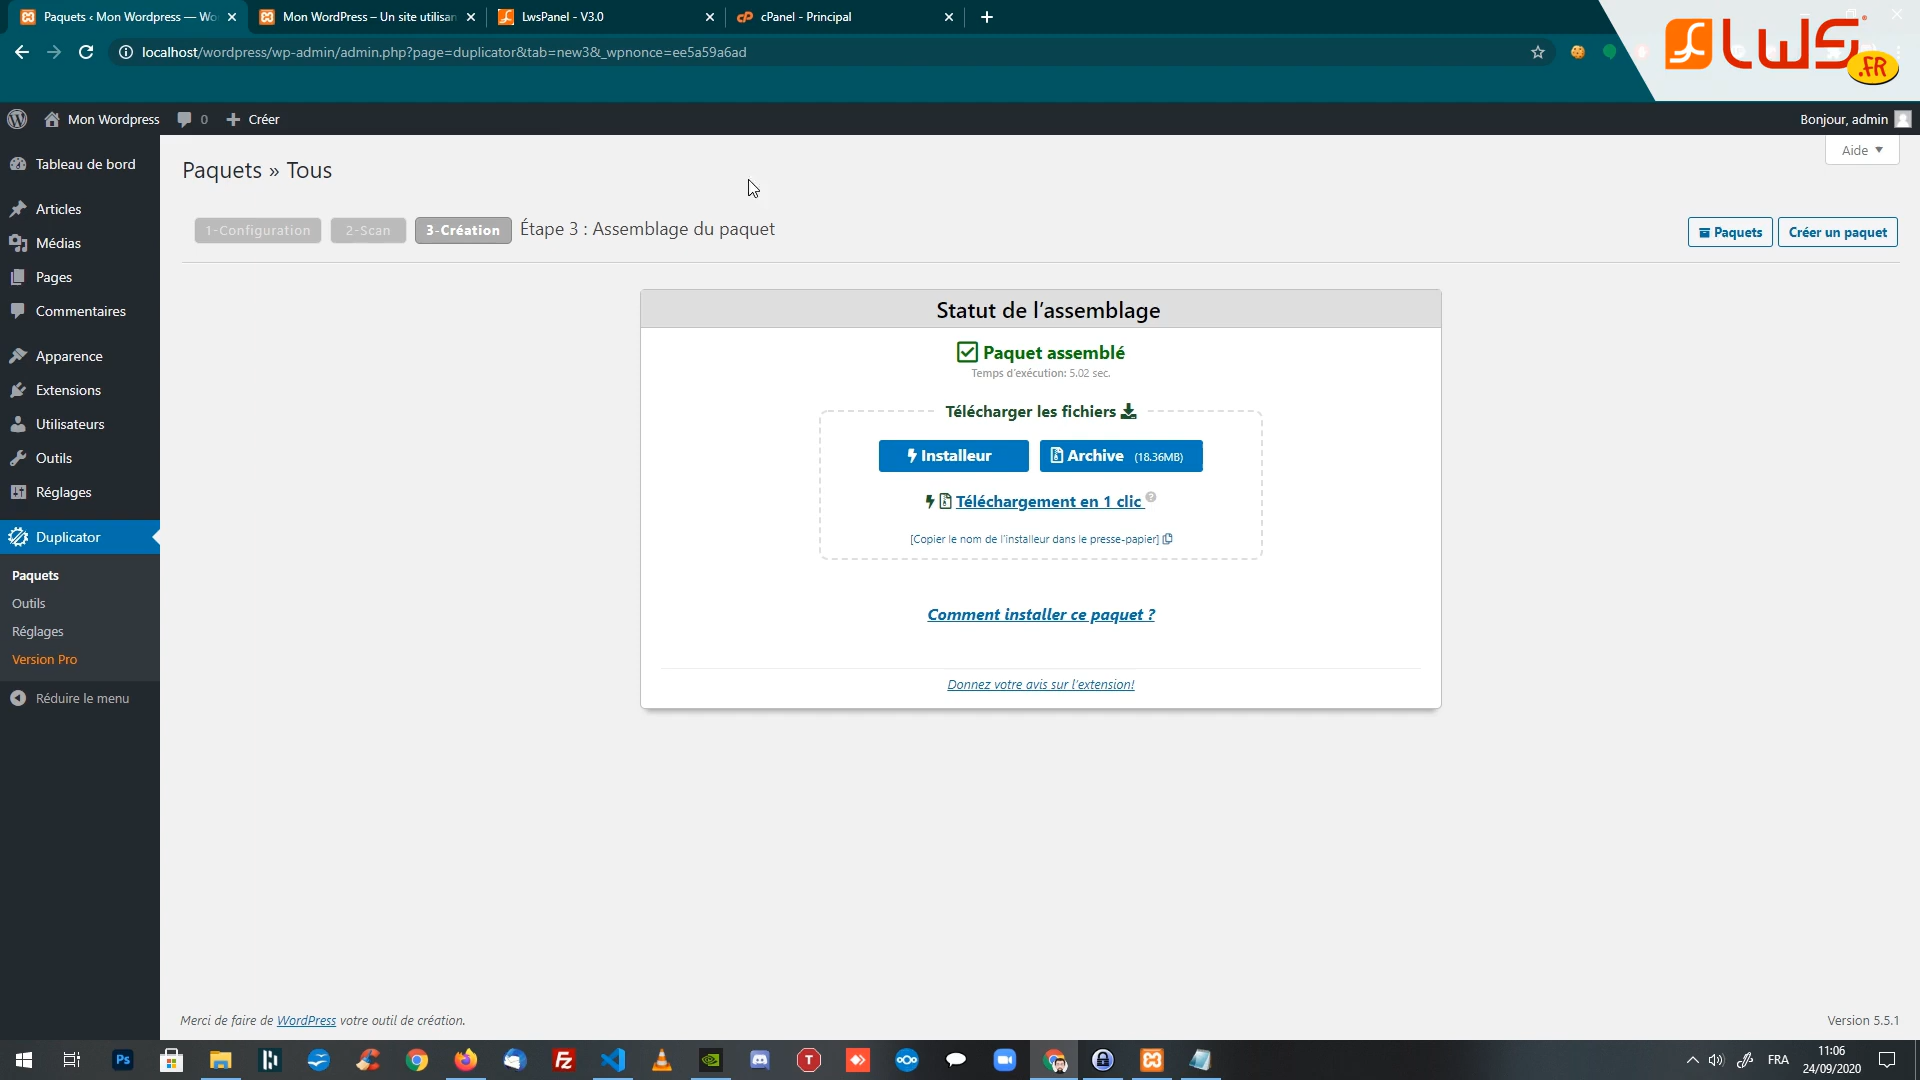 Paquets ‹ Mon Wordpress — Wo
Mon WordPress – Un site utilisan
LwsPanel - V3.0
cPanel - Principal
localhost/wordpress/wp-admin/admin.php?page=duplicator&tab=new3&_wpnonce=ee5a59a6ad
LWS
.FR
Mon Wordpress
0
Créer
Bonjour, admin
Tableau de bord
Articles
Médias
Pages
Commentaires
Apparence
Extensions
Utilisateurs
Outils
Réglages
Duplicator
Paquets
Outils
Réglages
Version Pro
Réduire le menu
Paquets » Tous
Aide
1-Configuration
2-Scan
3-Création
Étape 3 : Assemblage du paquet
Paquets
Créer un paquet
Statut de l’assemblage
Paquet assemblé
Temps d'exécution: 5.02 sec.
Télécharger les fichiers
Installeur
Archive (18.36MB)
Téléchargement en 1 clic
[Copier le nom de l'installeur dans le presse-papier]
Comment installer ce paquet ?
Donnez votre avis sur l'extension!
Merci de faire de WordPress votre outil de création.
Version 5.5.1
Ps
FZ
T
FRA
11:06
24/09/2020